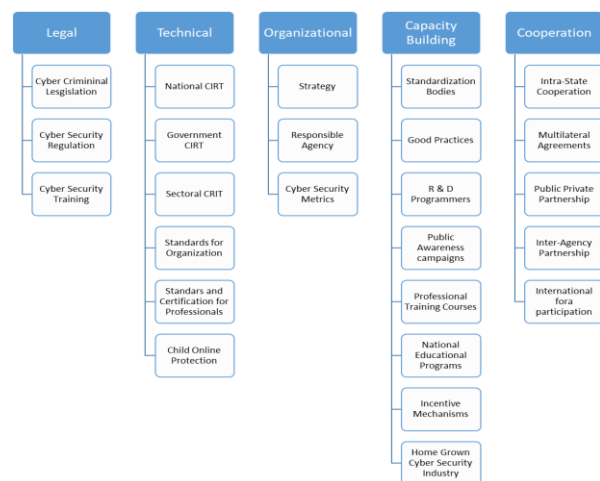 Legal
Cyber Crimininal
Lesgislation
Cyber Security
Regulation
Cyber Security
Training
Technical
National CIRT
Government
CIRT
Sectoral CRIT
Standards for
Organization
Standars and
Certification for
Professionals
Child Online
Protection
Organizational
Strategy
Responsible
Agency
Cyber Security
Metrics
Capacity
Building
Standardization
Bodies
Good Practices
R & D
Programmers
Public
Awareness
campaigns
Professional
Training Courses
National
Educational
Programs
Incentive
Mechanisms
Home Grown
Cyber Security
Industry
Cooperation
Intra-State
Cooperation
Multilateral
Agreements
Public Private
Partnership
Inter-Agency
Partnership
International
fora
participation